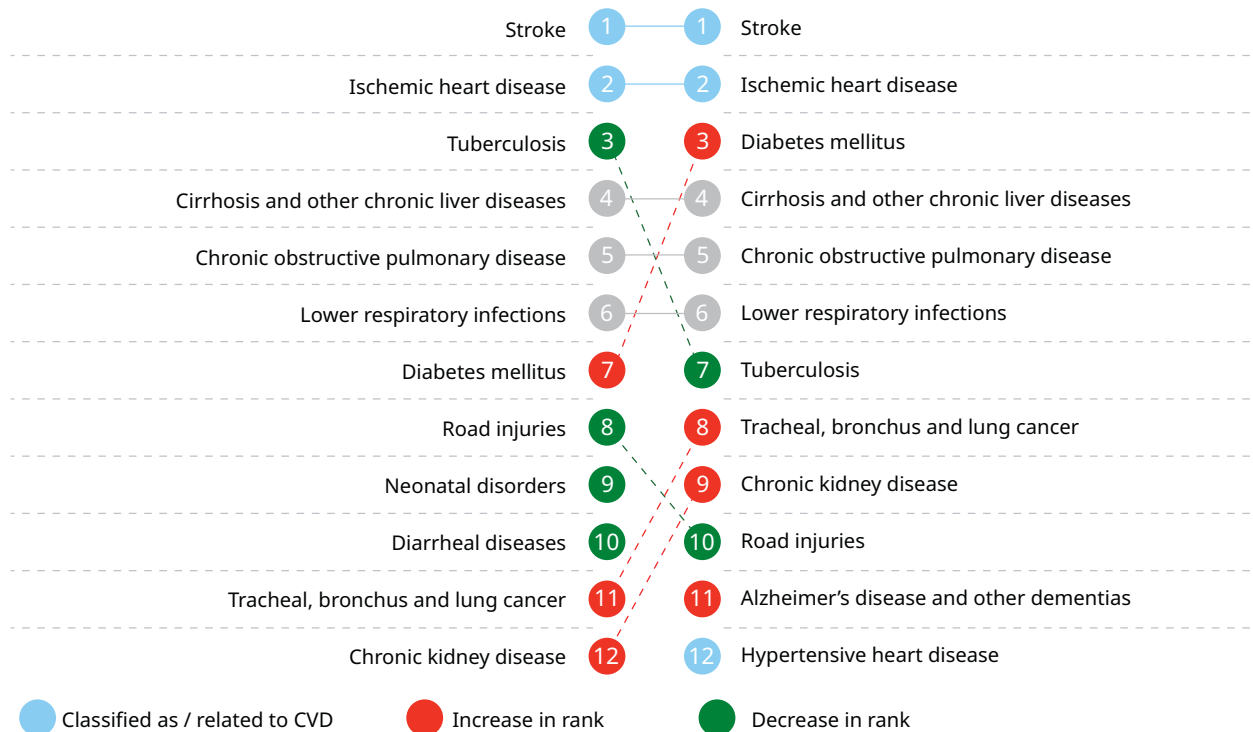 Stroke 1 1 Stroke
Ischemic heart disease 2 2 Ischemic heart disease
Tuberculosis 3 3 Diabetes mellitus
Cirrhosis and other chronic liver diseases 4 4 Cirrhosis and other chronic liver diseases
Chronic obstructive pulmonary disease 5 5 Chronic obstructive pulmonary disease
Lower respiratory infections 6 6 Lower respiratory infections
Diabetes mellitus 7 7 Tuberculosis
Road injuries 8 8 Tracheal, bronchus and lung cancer
Neonatal disorders 9 9 Chronic kidney disease
Diarrheal diseases 10 10 Road injuries
Tracheal, bronchus and lung cancer 11 11 Alzheimer’s disease and other dementias
Chronic kidney disease 12 12 Hypertensive heart disease
Classified as / related to CVD Increase in rank Decrease in rank